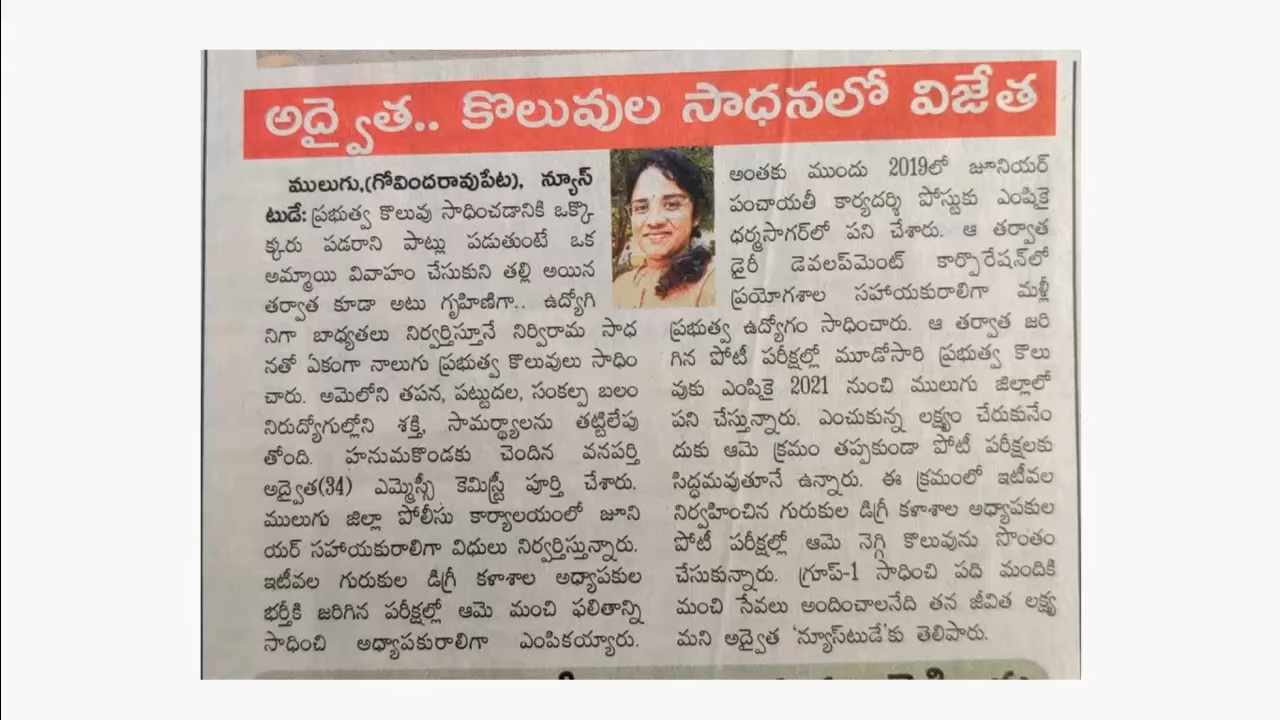 అద్వైత.. కొలువుల సాధనలో విజేత
ములుగు,(గోవిందరావుపేట), న్యూస్
టుడే: ప్రభుత్వ కొలువు సాధించడానికి ఒక్కొ
క్కరు పడరాని పాట్లు పడుతుంటే ఒక
అమ్మాయి వివాహం చేసుకుని తల్లి అయిన
తర్వాత కూడా అటు గృహిణిగా.. ఉద్యోగి
నిగా బాధ్యతలు నిర్వర్తిస్తూనే నిర్విరామ సాధ
నతో ఏకంగా నాలుగు ప్రభుత్వ కొలువులు సాధిం
చారు. అమెలోని తపన, పట్టుదల, సంకల్ప బలం
నిరుద్యోగుల్లోని శక్తి, సామర్థ్యాలను తట్టిలేపు
తోంది. హనుమకొండకు చెందిన వనపర్తి
అద్వైత(34) ఎమ్మెస్సీ కెమిస్ట్రీ పూర్తి చేశారు.
ములుగు జిల్లా పోలీసు కార్యాలయంలో జూని
యర్ సహాయకురాలిగా విధులు నిర్వర్తిస్తున్నారు.
ఇటీవల గురుకుల డిగ్రీ కళాశాల అధ్యాపకుల
భర్తీకి జరిగిన పరీక్షల్లో ఆమె మంచి ఫలితాన్ని
సాధించి అధ్యాపకురాలిగా ఎంపికయ్యారు.
అంతకు ముందు 2019లో జూనియర్
పంచాయతీ కార్యదర్శి పోస్టుకు ఎంపికై
ధర్మసాగర్‌లో పని చేశారు. ఆ తర్వాత
డైరీ డెవలప్‌మెంట్ కార్పొరేషన్‌లో
ప్రయోగశాల సహాయకురాలిగా మళ్లీ
ప్రభుత్వ ఉద్యోగం సాధించారు. ఆ తర్వాత జరి
గిన పోటీ పరీక్షల్లో మూడోసారి ప్రభుత్వ కొలు
వుకు ఎంపికై 2021 నుంచి ములుగు జిల్లాలో
పని చేస్తున్నారు. ఎంచుకున్న లక్ష్యం చేరుకునేం
దుకు ఆమె క్రమం తప్పకుండా పోటీ పరీక్షలకు
సిద్ధమవుతూనే ఉన్నారు. ఈ క్రమంలో ఇటీవల
నిర్వహించిన గురుకుల డిగ్రీ కళాశాల అధ్యాపకుల
పోటీ పరీక్షల్లో ఆమె నెగ్గి కొలువును సొంతం
చేసుకున్నారు. గ్రూప్-1 సాధించి పది మందికి
మంచి సేవలు అందించాలనేది తన జీవిత లక్ష్య
మని అద్వైత 'న్యూస్‌టుడే'కు తెలిపారు.